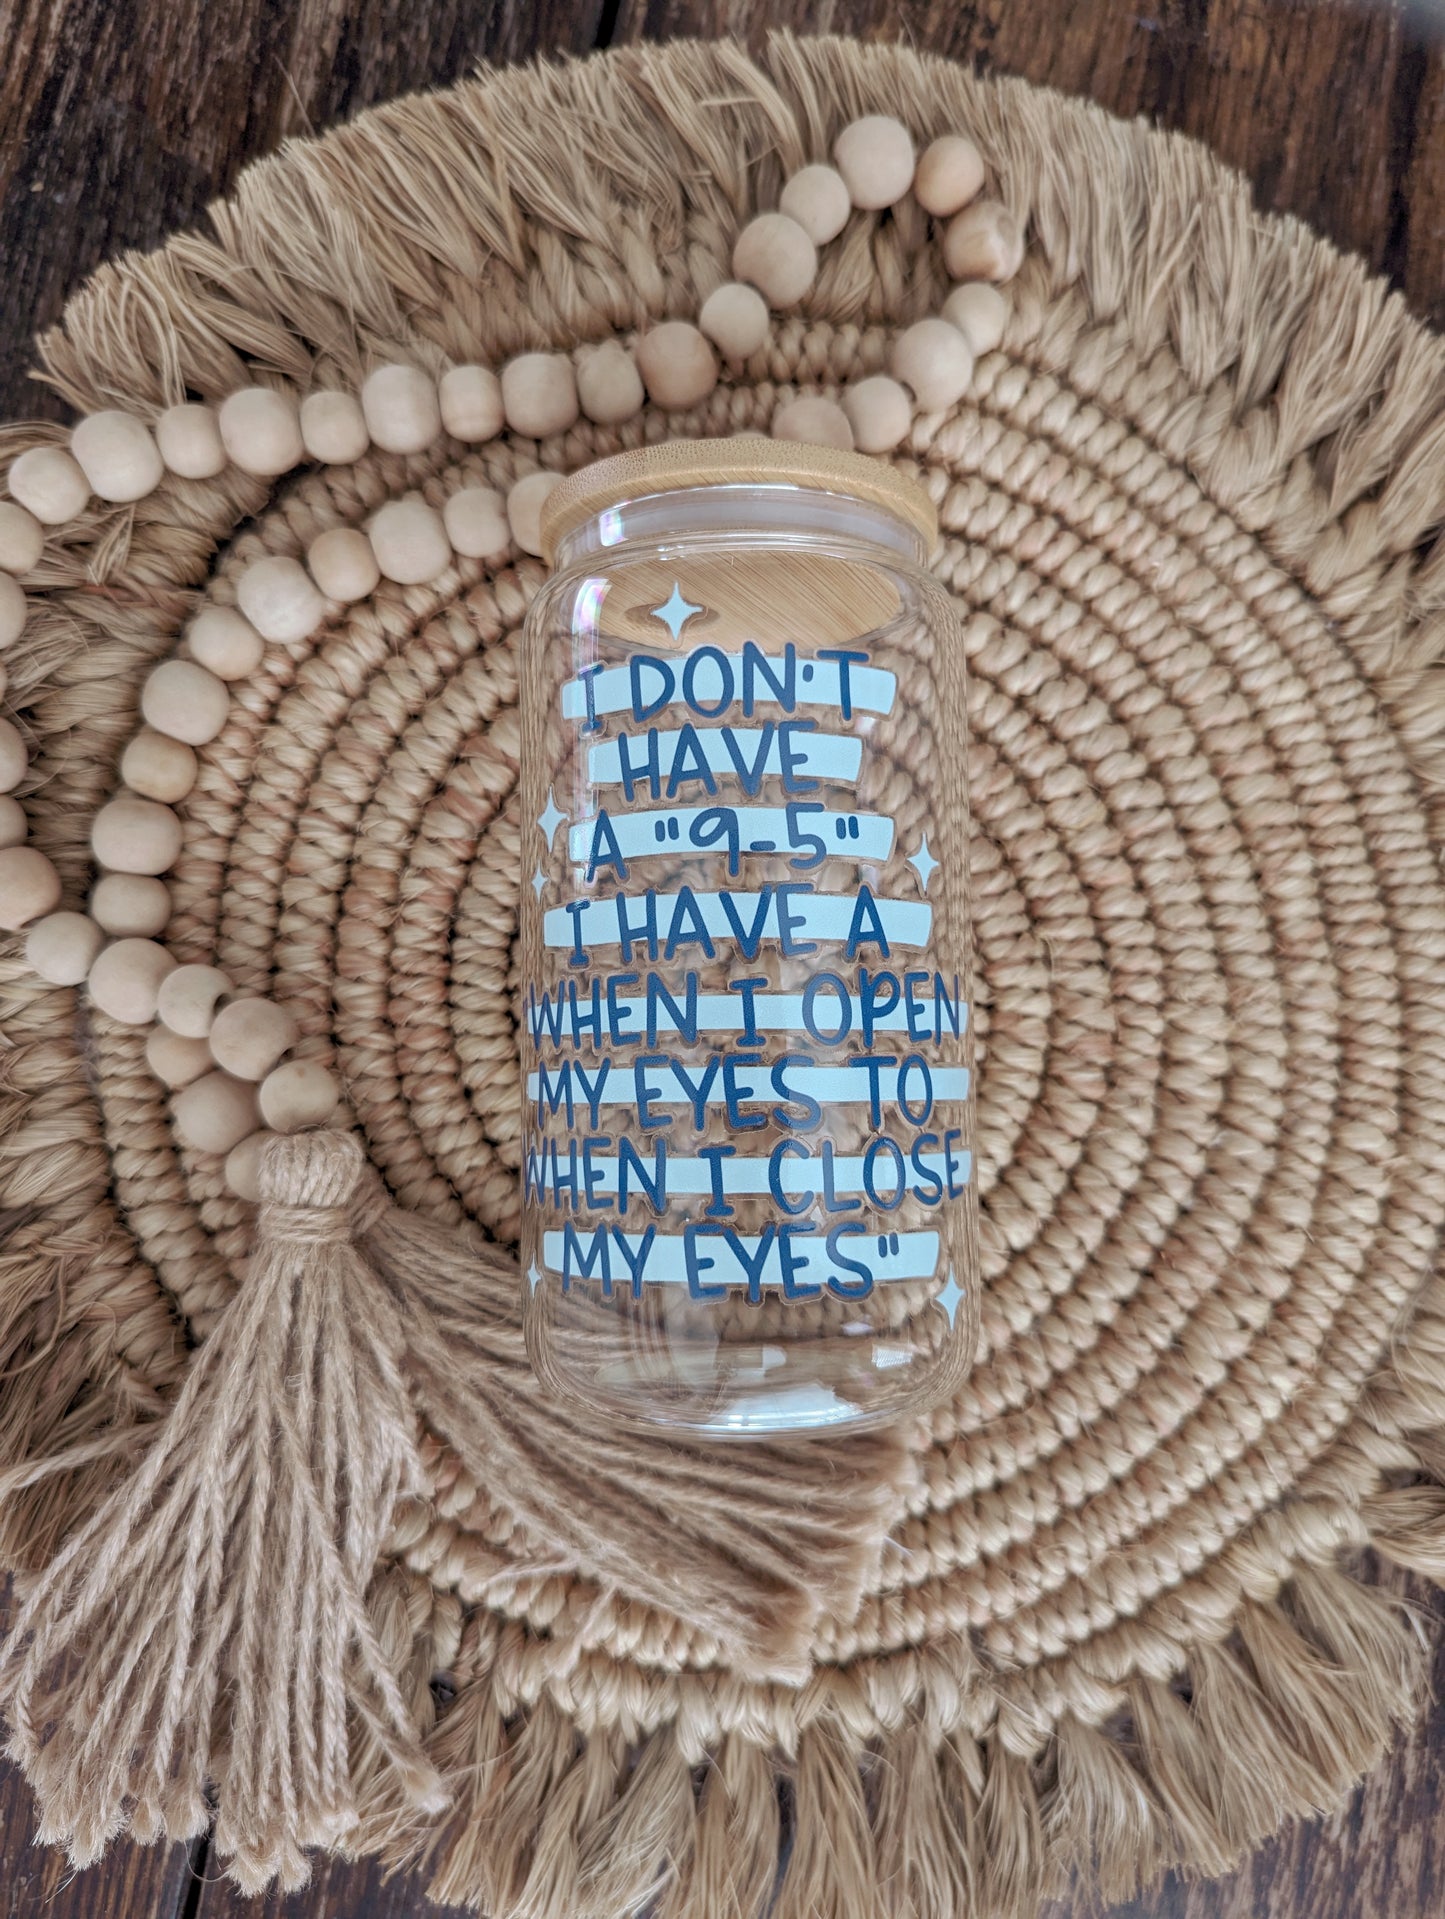 I DON'T
HAVE
A "9-5"
I HAVE A
WHEN I OPEN
MY EYES TO
WHEN I CLOSE
MY EYES"